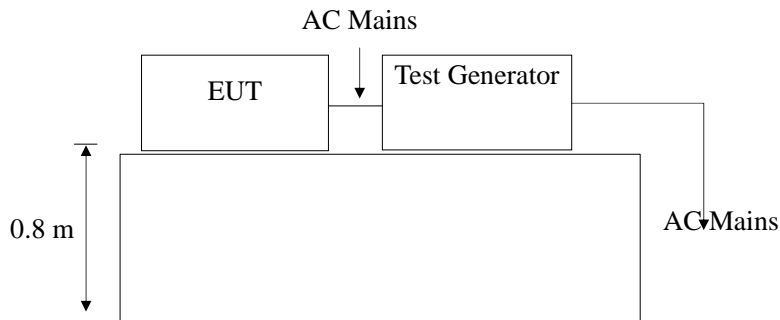 AC Mains
EUT
Test Generator
0.8 m
AC Mains